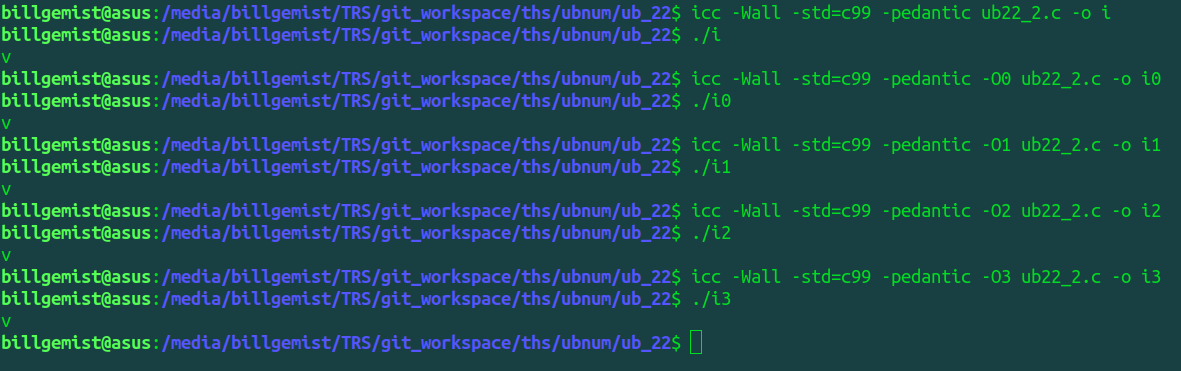 billgemist@asus:/media/billgemist/TRS/git_workspace/ths/ubnum/ub_22$ icc -Wall -std=c99 -pedantic ub22_2.c -o i
billgemist@asus:/media/billgemist/TRS/git_workspace/ths/ubnum/ub_22$ ./i
v
billgemist@asus:/media/billgemist/TRS/git_workspace/ths/ubnum/ub_22$ icc -Wall -std=c99 -pedantic -O0 ub22_2.c -o i0
billgemist@asus:/media/billgemist/TRS/git_workspace/ths/ubnum/ub_22$ ./i0
v
billgemist@asus:/media/billgemist/TRS/git_workspace/ths/ubnum/ub_22$ icc -Wall -std=c99 -pedantic -O1 ub22_2.c -o i1
billgemist@asus:/media/billgemist/TRS/git_workspace/ths/ubnum/ub_22$ ./i1
v
billgemist@asus:/media/billgemist/TRS/git_workspace/ths/ubnum/ub_22$ icc -Wall -std=c99 -pedantic -O2 ub22_2.c -o i2
billgemist@asus:/media/billgemist/TRS/git_workspace/ths/ubnum/ub_22$ ./i2
v
billgemist@asus:/media/billgemist/TRS/git_workspace/ths/ubnum/ub_22$ icc -Wall -std=c99 -pedantic -O3 ub22_2.c -o i3
billgemist@asus:/media/billgemist/TRS/git_workspace/ths/ubnum/ub_22$ ./i3
v
billgemist@asus:/media/billgemist/TRS/git_workspace/ths/ubnum/ub_22$